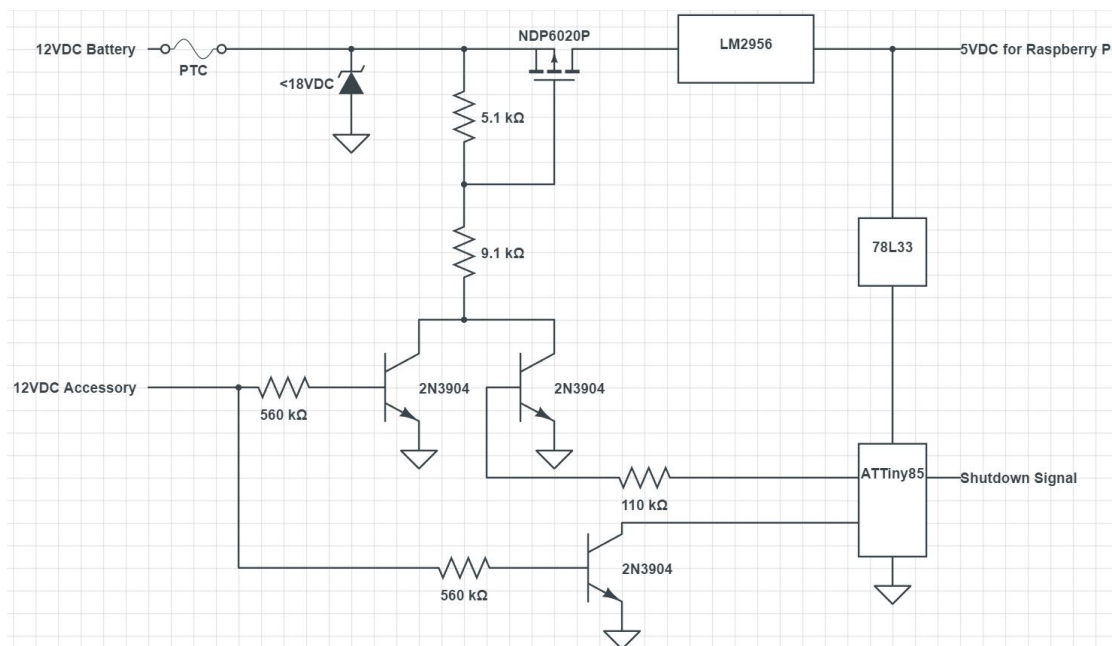 NDP6020P
12VDC Battery
LM2956
5VDC for Raspberry P
PTC
<18VDC
5.1 kΩ
9.1 kΩ
78L33
12VDC Accessory
560 kΩ
2N3904
2N3904
ATTiny85
Shutdown Signal
110 kΩ
560 kΩ
2N3904